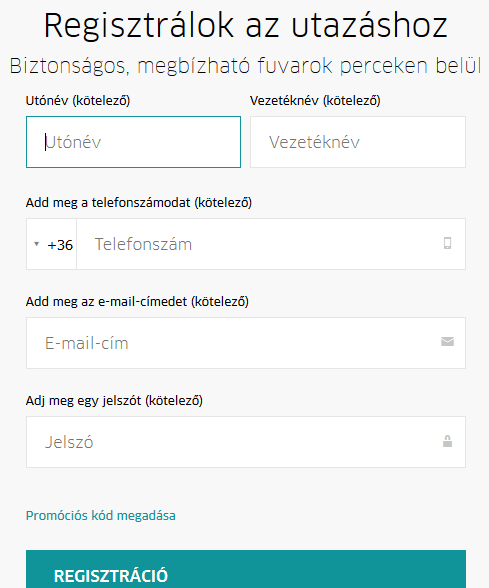 Regisztrálok az utazáshoz
Biztonságos, megbízható fuvarok perceken belül
Utónév (kötelező) Vezetéknév (kötelező)
Utónév Vezetéknév
Add meg a telefonszámodat (kötelező)
+36 Telefonszám
Add meg az e-mail-címedet (kötelező)
E-mail-cím
Adj meg egy jelszót (kötelező)
Jelszó
Promóciós kód megadása
REGISZTRÁCIÓ